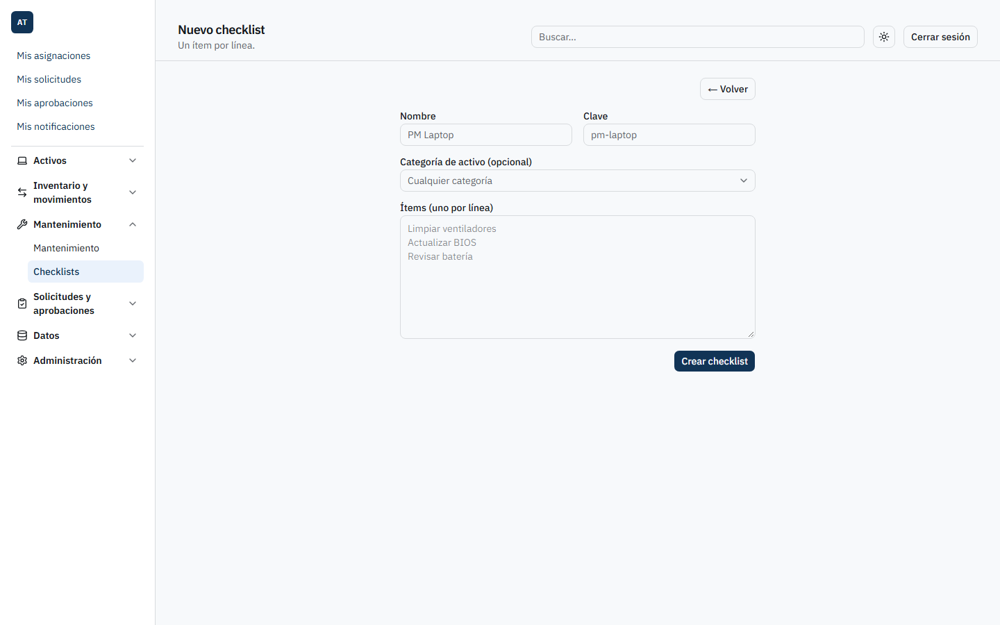 AT
Mis asignaciones
Mis solicitudes
Mis aprobaciones
Mis notificaciones
Activos
Inventario y
movimientos
Mantenimiento
Mantenimiento
Checklists
Solicitudes y
aprobaciones
Datos
Administración
Nuevo checklist
Un ítem por línea.
Buscar...
Cerrar sesión
← Volver
Nombre
Clave
PM Laptop
pm-laptop
Categoría de activo (opcional)
Cualquier categoría
Ítems (uno por línea)
Limpiar ventiladores
Actualizar BIOS
Revisar batería
Crear checklist